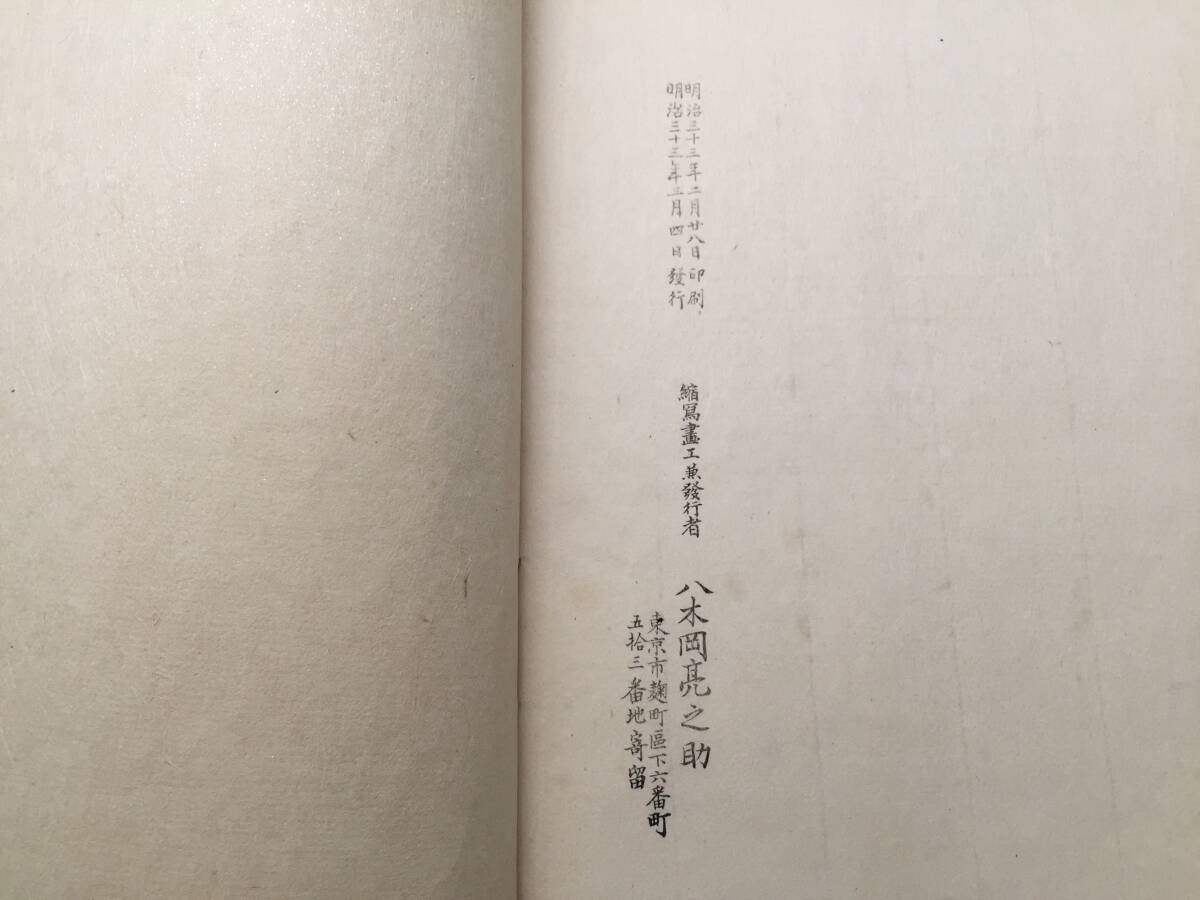 明治三十三年二月廿八日印刷、
明治三十三年三月四日發行
縮寫畫工兼發行者
八木岡亮之助
東京市麹町區下六番町
五拾三番地寄留